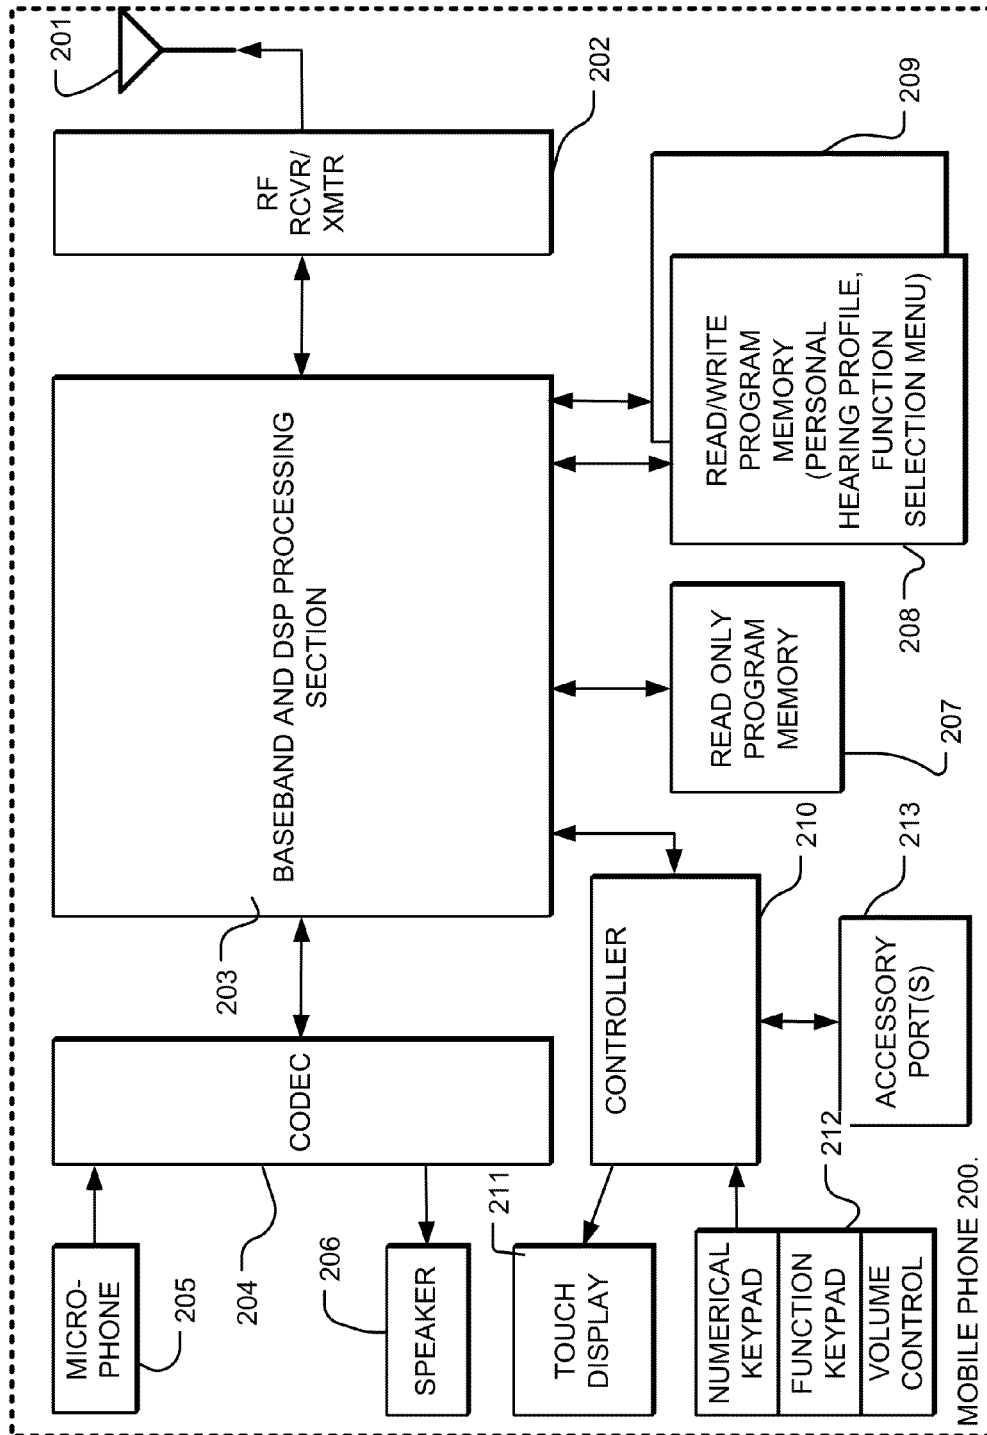 201
RF
RCVR/
XMTR
202
BASEBAND AND DSP PROCESSING
SECTION
203
CODEC
204
MICRO-
PHONE
205
SPEAKER
206
TOUCH
DISPLAY
211
NUMERICAL
KEYPAD
FUNCTION
KEYPAD
VOLUME
CONTROL
212
CONTROLLER
210
ACCESSORY
PORT(S)
213
READ ONLY
PROGRAM
MEMORY
207
READ/WRITE
PROGRAM
MEMORY
(PERSONAL
HEARING PROFILE,
FUNCTION
SELECTION MENU)
208
209
MOBILE PHONE 200.